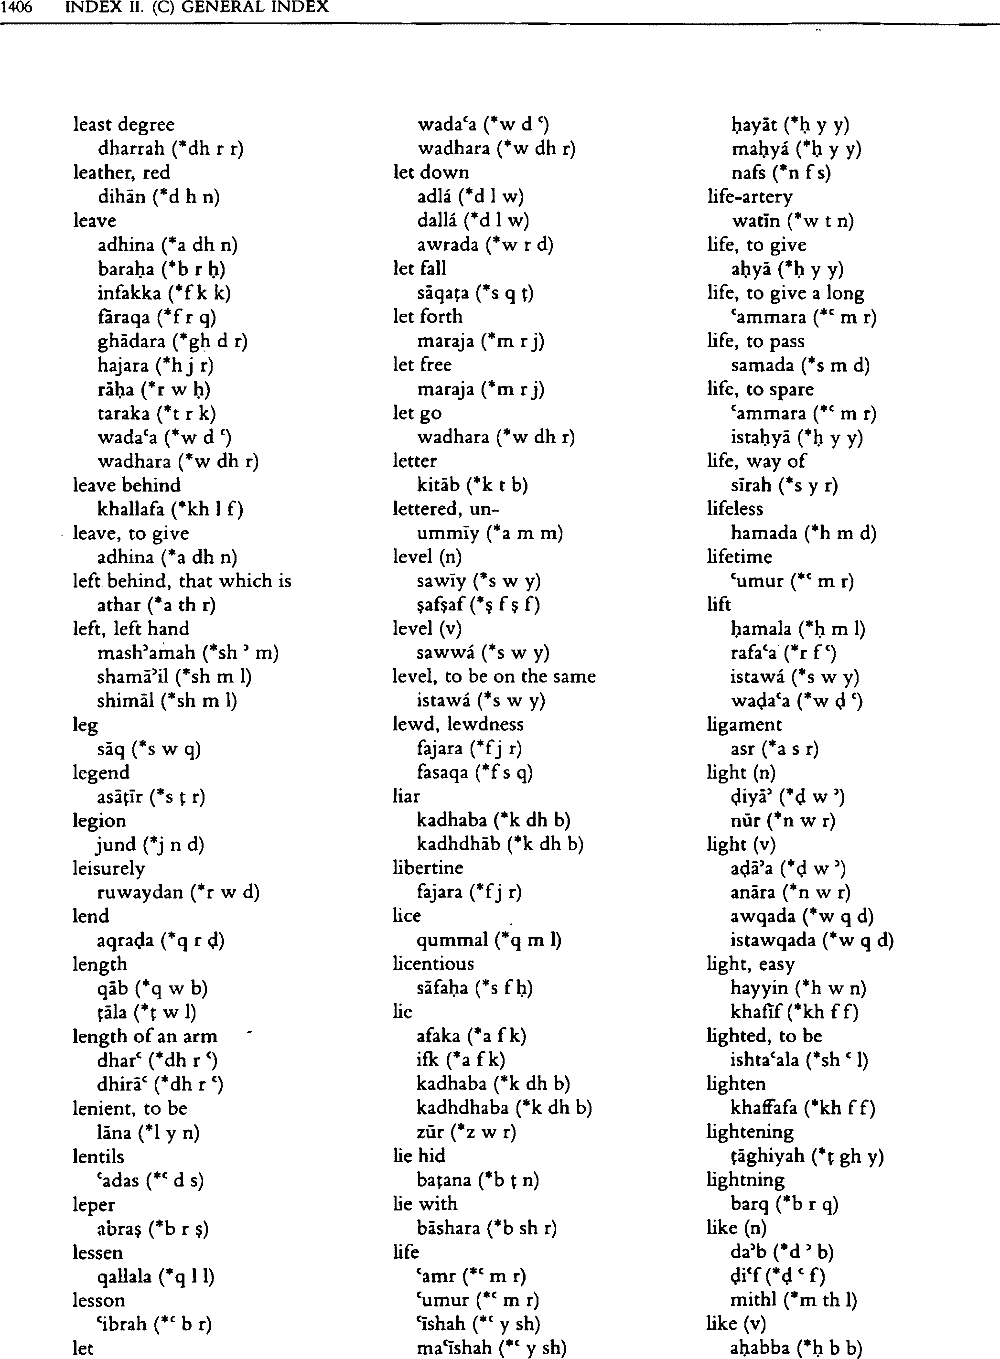 1406 INDEX II. (C) GENERAL INDEX
least degree
dharrah (*dh r r)
leather, red
dihān (*d h n)
leave
adhina (*a dh n)
baraḥa (*b r ḥ)
infakka (*f k k)
fāraqa (*f r q)
ghādara (*gh d r)
hajara (*h j r)
rāḥa (*r w ḥ)
taraka (*t r k)
wadaʿa (*w d ʿ)
wadhara (*w dh r)
leave behind
khallafa (*kh l f)
leave, to give
adhina (*a dh n)
left behind, that which is
athar (*a th r)
left, left hand
mashʾamah (*sh ʾ m)
shamāʾil (*sh m l)
shimāl (*sh m l)
leg
sāq (*s w q)
legend
asāṭīr (*s ṭ r)
legion
jund (*j n d)
leisurely
ruwaydan (*r w d)
lend
aqraḍa (*q r ḍ)
length
qāb (*q w b)
ṭāla (*ṭ w l)
length of an arm
dharʿ (*dh r ʿ)
dhirāʿ (*dh r ʿ)
lenient, to be
lāna (*l y n)
lentils
ʿadas (*ʿ d s)
leper
abraṣ (*b r ṣ)
lessen
qallala (*q l l)
lesson
ʿibrah (*ʿ b r)
let
wadaʿa (*w d ʿ)
wadhara (*w dh r)
let down
adlá (*d l w)
dallá (*d l w)
awrada (*w r d)
let fall
sāqaṭa (*s q ṭ)
let forth
maraja (*m r j)
let free
maraja (*m r j)
let go
wadhara (*w dh r)
letter
kitāb (*k t b)
lettered, un-
ummīy (*a m m)
level (n)
sawīy (*s w y)
ṣafṣaf (*ṣ f ṣ f)
level (v)
sawwá (*s w y)
level, to be on the same
istawá (*s w y)
lewd, lewdness
fajara (*f j r)
fasaqa (*f s q)
liar
kadhaba (*k dh b)
kadhdhāb (*k dh b)
libertine
fajara (*f j r)
lice
qummal (*q m l)
licentious
sāfaḥa (*s f ḥ)
lie
afaka (*a f k)
ifk (*a f k)
kadhaba (*k dh b)
kadhdhaba (*k dh b)
zūr (*z w r)
lie hid
baṭana (*b ṭ n)
lie with
bāshara (*b sh r)
life
ʿamr (*ʿ m r)
ʿumur (*ʿ m r)
ʿīshah (*ʿ y sh)
maʿīshah (*ʿ y sh)
ḥayāt (*ḥ y y)
maḥyá (*ḥ y y)
nafs (*n f s)
life-artery
watīn (*w t n)
life, to give
aḥyā (*ḥ y y)
life, to give a long
ʿammara (*ʿ m r)
life, to pass
samada (*s m d)
life, to spare
ʿammara (*ʿ m r)
istaḥyā (*ḥ y y)
life, way of
sīrah (*s y r)
lifeless
hamada (*h m d)
lifetime
ʿumur (*ʿ m r)
lift
ḥamala (*ḥ m l)
rafaʿa (*r f ʿ)
istawá (*s w y)
waḍaʿa (*w ḍ ʿ)
ligament
asr (*a s r)
light (n)
ḍiyāʾ (*ḍ w ʾ)
nūr (*n w r)
light (v)
aḍāʾa (*ḍ w ʾ)
anāra (*n w r)
awqada (*w q d)
istawqada (*w q d)
light, easy
hayyin (*h w n)
khafīf (*kh f f)
lighted, to be
ishtaʿala (*sh ʿ l)
lighten
khaffafa (*kh f f)
lightening
ṭāghiyah (*ṭ gh y)
lightning
barq (*b r q)
like (n)
daʾb (*d ʾ b)
ḍiʿf (*ḍ ʿ f)
mithl (*m th l)
like (v)
aḥabba (*ḥ b b)